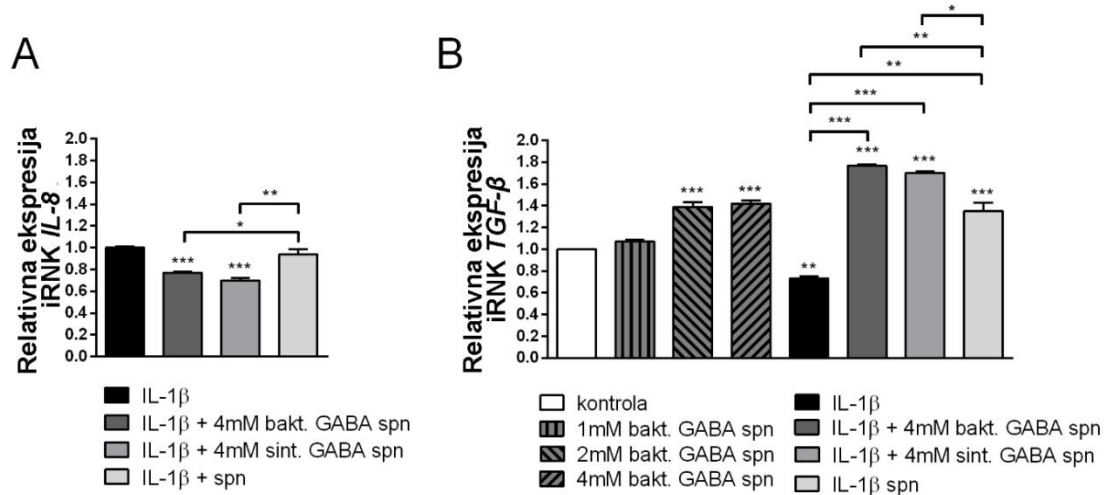 A
Relativna ekspresija
iRNK IL-8
2.0
1.8
1.6
1.4
1.2
1.0
0.8
0.6
0.4
0.2
0.0
***
***
*
**
IL-1β
IL-1β + 4mM bakt. GABA spn
IL-1β + 4mM sint. GABA spn
IL-1β + spn
B
Relativna ekspresija
iRNK TGF-β
2.0
1.8
1.6
1.4
1.2
1.0
0.8
0.6
0.4
0.2
0.0
*
**
**
***
***
***
***
**
***
***
***
kontrola
1mM bakt. GABA spn
2mM bakt. GABA spn
4mM bakt. GABA spn
IL-1β
IL-1β + 4mM bakt. GABA spn
IL-1β + 4mM sint. GABA spn
IL-1β spn